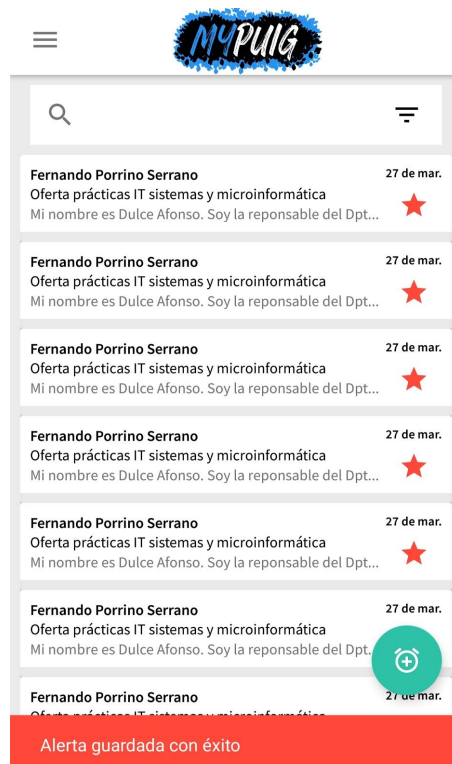 MYPUIG
Fernando Porrino Serrano 27 de mar.
Oferta prácticas IT sistemas y microinformática
Mi nombre es Dulce Afonso. Soy la reponsable del Dpt...
Fernando Porrino Serrano 27 de mar.
Oferta prácticas IT sistemas y microinformática
Mi nombre es Dulce Afonso. Soy la reponsable del Dpt...
Fernando Porrino Serrano 27 de mar.
Oferta prácticas IT sistemas y microinformática
Mi nombre es Dulce Afonso. Soy la reponsable del Dpt...
Fernando Porrino Serrano 27 de mar.
Oferta prácticas IT sistemas y microinformática
Mi nombre es Dulce Afonso. Soy la reponsable del Dpt...
Fernando Porrino Serrano 27 de mar.
Oferta prácticas IT sistemas y microinformática
Mi nombre es Dulce Afonso. Soy la reponsable del Dpt...
Fernando Porrino Serrano 27 de mar.
Oferta prácticas IT sistemas y microinformática
Mi nombre es Dulce Afonso. Soy la reponsable del Dpt.
Fernando Porrino Serrano 27 de mar.
Alerta guardada con éxito